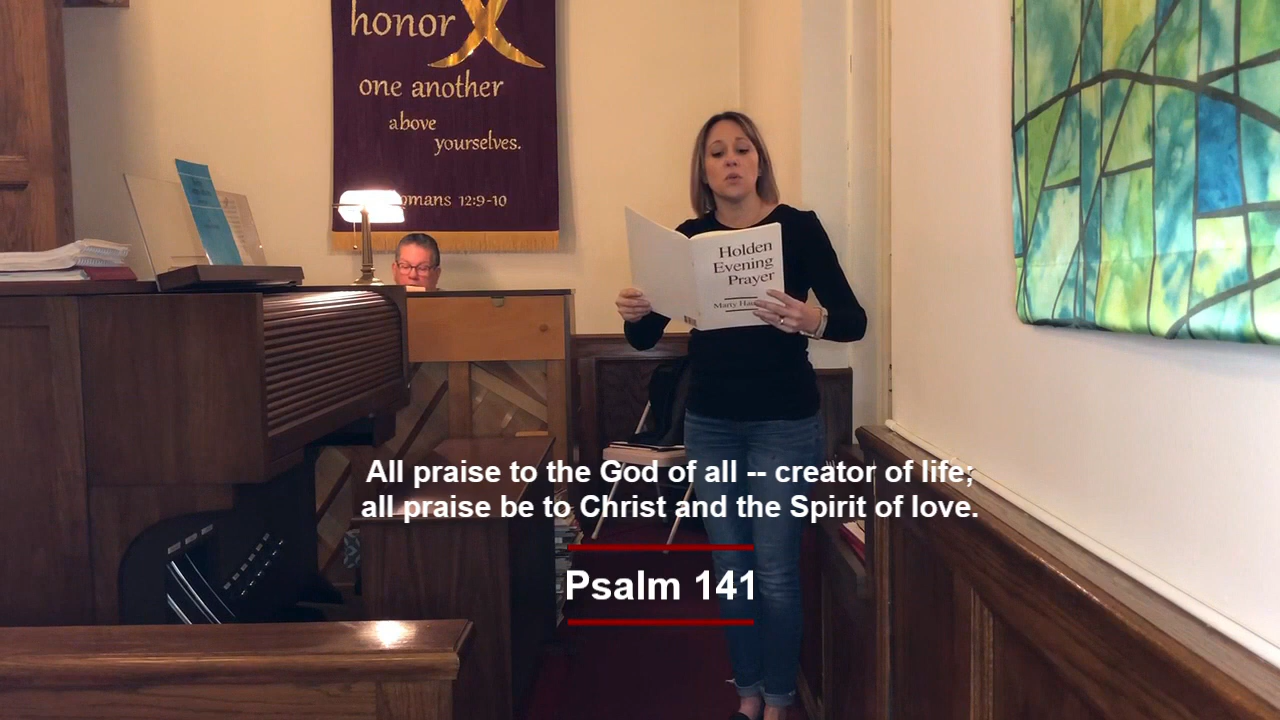 honor
one another
above
yourselves.
12:9-10
Holden
Evening
Prayer
Marty
All praise to the God of all -- creator of life;
all praise be to Christ and the Spirit of love.
Psalm 141